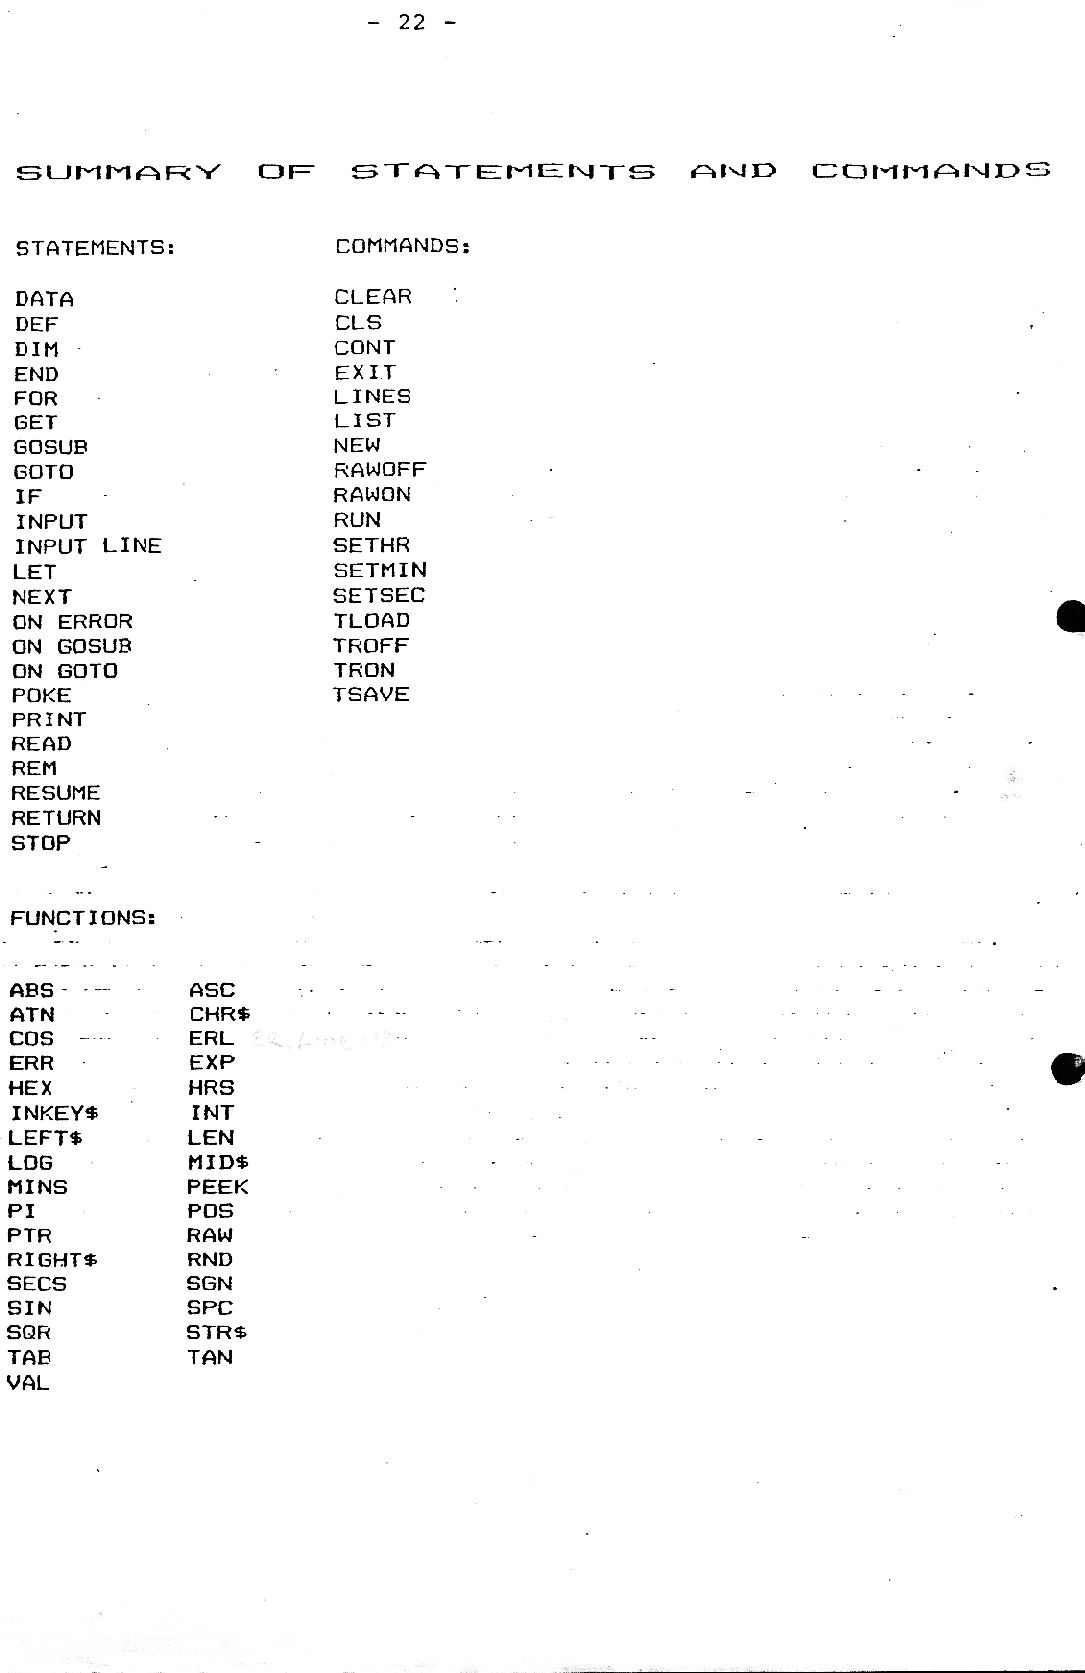 - 22 -
SUMMARY OF STATEMENTS AND COMMANDS
STATEMENTS: COMMANDS:
DATA CLEAR
DEF CLS
DIM CONT
END EXIT
FOR LINES
GET LIST
GOSUB NEW
GOTO RAWOFF
IF RAWON
INPUT RUN
INPUT LINE SETHR
LET SETMIN
NEXT SETSEC
ON ERROR TLOAD
ON GOSUB TROFF
ON GOTO TRON
POKE TSAVE
PRINT
READ
REM
RESUME
RETURN
STOP
FUNCTIONS:
ABS ASC
ATN CHR$
COS ERL
ERR EXP
HEX HRS
INKEY$ INT
LEFT$ LEN
LOG MID$
MINS PEEK
PI POS
PTR RAW
RIGHT$ RND
SECS SGN
SIN SPC
SQR STR$
TAB TAN
VAL